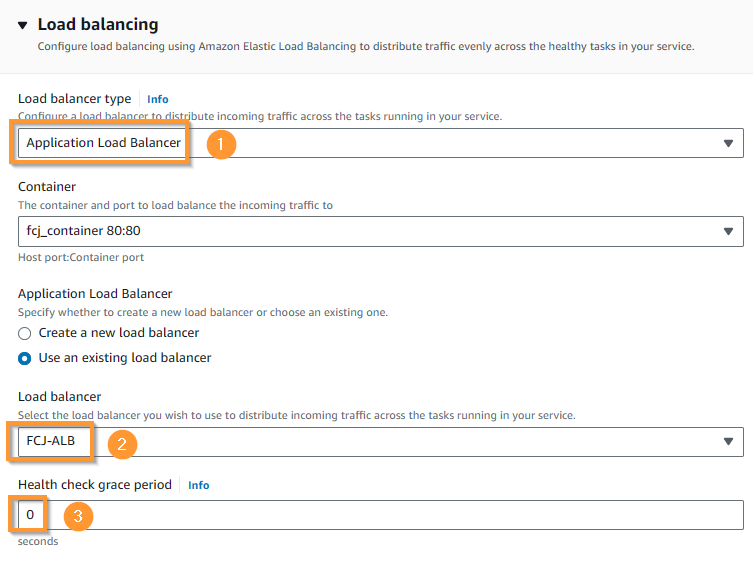 Load balancing
Configure load balancing using Amazon Elastic Load Balancing to distribute traffic evenly across the healthy tasks in your service.
Load balancer type Info
Configure a load balancer to distribute incoming traffic across the tasks running in your service.
Application Load Balancer 1
Container
The container and port to load balance the incoming traffic to
fcj_container 80:80
Host port:Container port
Application Load Balancer
Specify whether to create a new load balancer or choose an existing one.
Create a new load balancer
Use an existing load balancer
Load balancer
Select the load balancer you wish to use to distribute incoming traffic across the tasks running in your service.
FCJ-ALB 2
Health check grace period Info
0 3
seconds